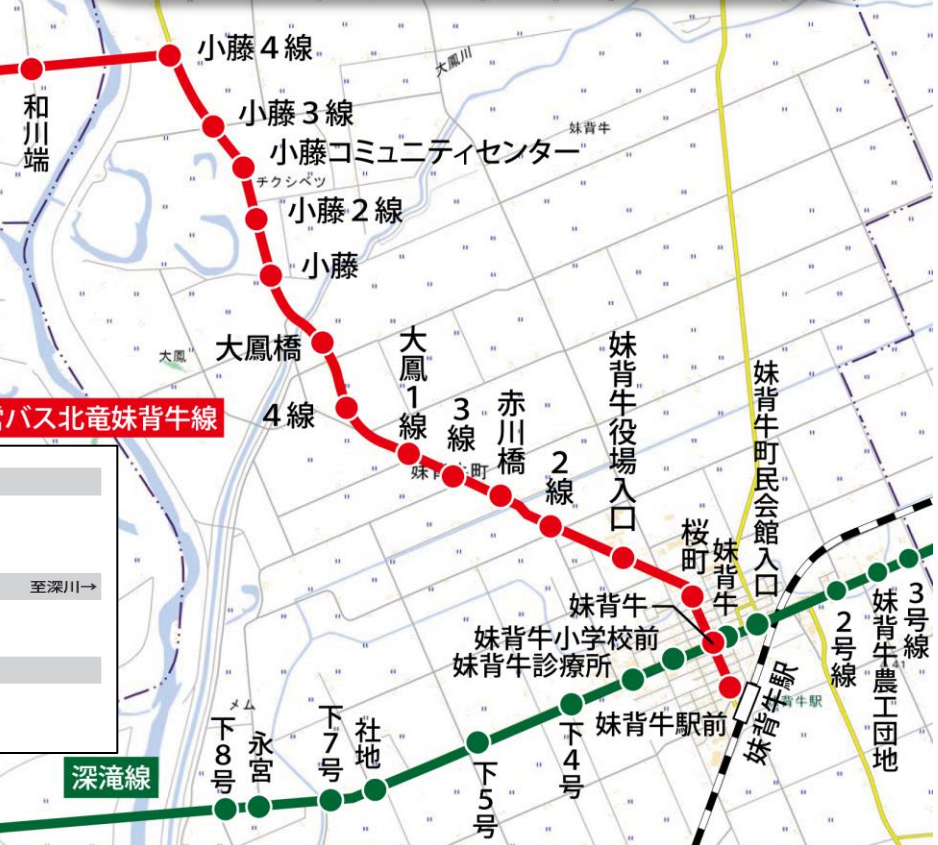 小藤4線
和川端
大鳳川
小藤3線
妹背牛
小藤コミュニティセンター
チクシベツ
小藤2線
小藤
大鳳橋
大鳳
大鳳1線
4線
3線
赤川橋
2線
妹背牛役場入口
妹背牛町民会館入口
バス北竜妹背牛線
桜町
妹背牛
至深川→
妹背牛
妹背牛小学校前
妹背牛診療所
2号線
妹背牛農工団地
3号線
妹背牛駅前
妹背牛駅
背牛駅
メム
下8号
永宮
下7号
社地
下5号
下4号
深滝線